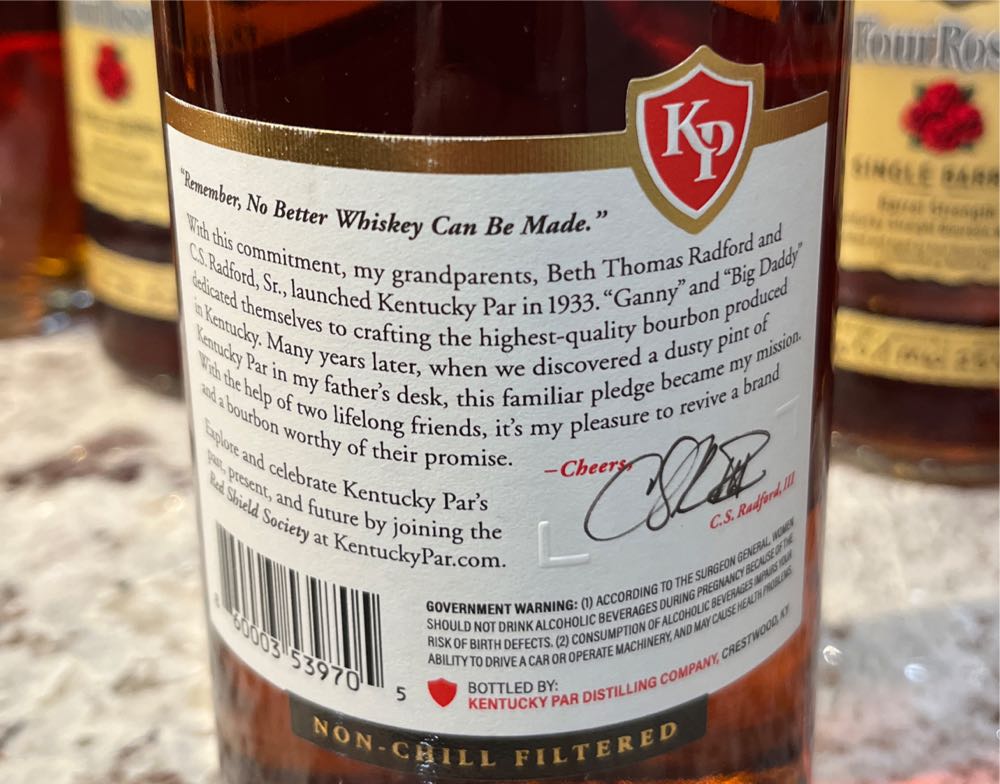 KP
"Remember, No Better Whiskey Can Be Made."
With this commitment, my grandparents, Beth Thomas Radford and
C.S. Radford, Sr., launched Kentucky Par in 1933. "Ganny" and "Big Daddy"
dedicated themselves to crafting the highest-quality bourbon produced
in Kentucky. Many years later, when we discovered a dusty pint of
Kentucky Par in my father's desk, this familiar pledge became my mission.
With the help of two lifelong friends, it's my pleasure to revive a brand
and a bourbon worthy of their promise.
–Cheers,
C.S. Radford, III
Explore and celebrate Kentucky Par's
past, present, and future by joining the
Red Shield Society at KentuckyPar.com.
GOVERNMENT WARNING: (1) ACCORDING TO THE SURGEON GENERAL, WOMEN
SHOULD NOT DRINK ALCOHOLIC BEVERAGES DURING PREGNANCY BECAUSE OF THE
RISK OF BIRTH DEFECTS. (2) CONSUMPTION OF ALCOHOLIC BEVERAGES IMPAIRS YOUR
ABILITY TO DRIVE A CAR OR OPERATE MACHINERY, AND MAY CAUSE HEALTH PROBLEMS.
60003 53970 5
BOTTLED BY:
KENTUCKY PAR DISTILLING COMPANY, CRESTWOOD, KY
NON-CHILL FILTERED
Four Ros
SINGLE BARR
Barrel Strength